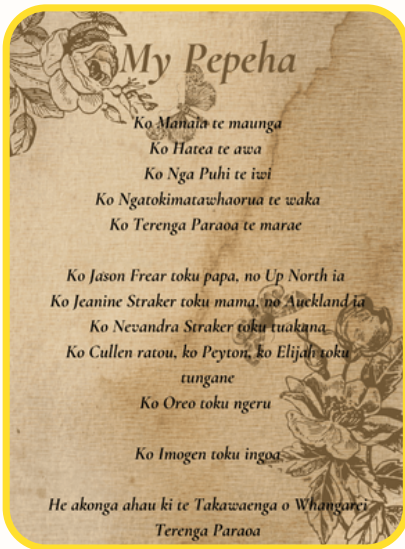 My Pepeha
Ko Manaia te maunga
Ko Hatea te awa
Ko Nga Puhi te iwi
Ko Ngatokimatawhaorua te waka
Ko Terenga Paraoa te marae
Ko Jason Frear toku papa, no Up North ia
Ko Jeanine Straker toku mama, no Auckland ia
Ko Nevandra Straker toku tuakana
Ko Cullen ratou, ko Peyton, ko Elijah toku
tungane
Ko Oreo toku ngeru
Ko Imogen toku ingoa
He akonga ahau ki te Takawaenga o Whangarei
Terenga Paraoa